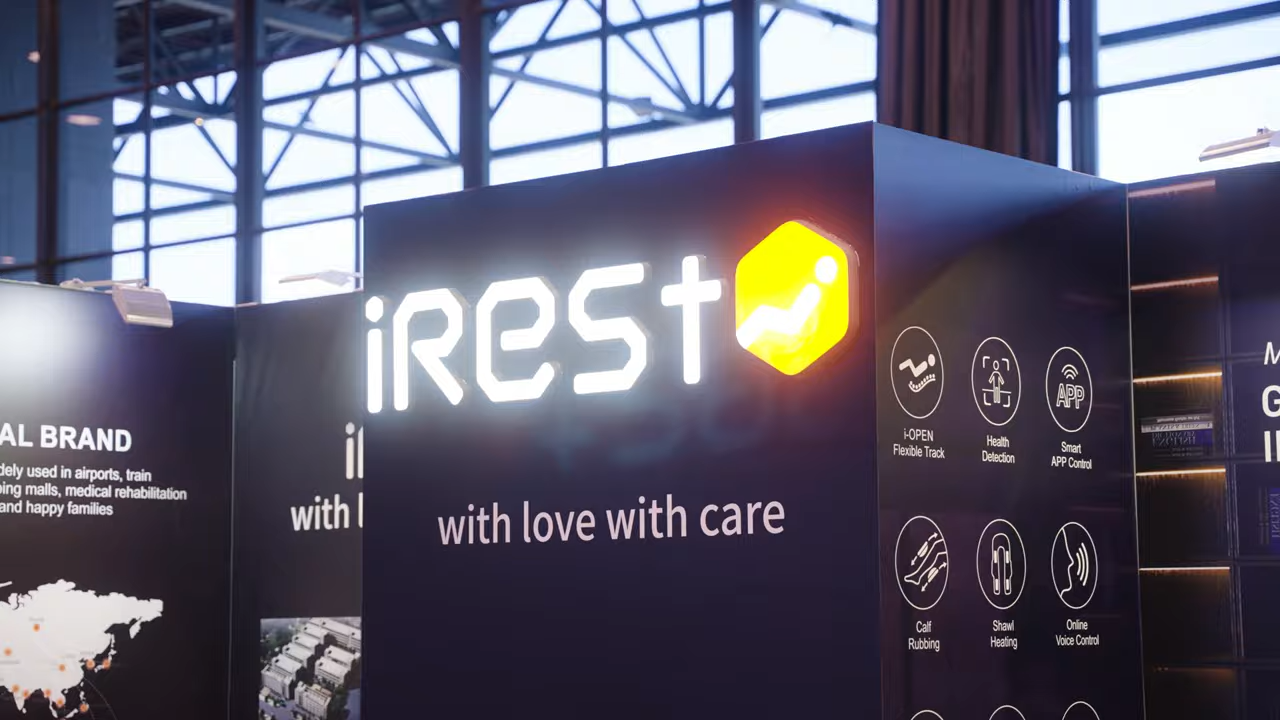 AL BRAND
dely used in airports, train
ping malls, medical rehabilitation
and happy families
with
iRest
with love with care
i-OPEN
Flexible Track
Health
Detection
APP
Smart
APP Control
Calf
Rubbing
Shawl
Heating
Online
Voice Control
M
G